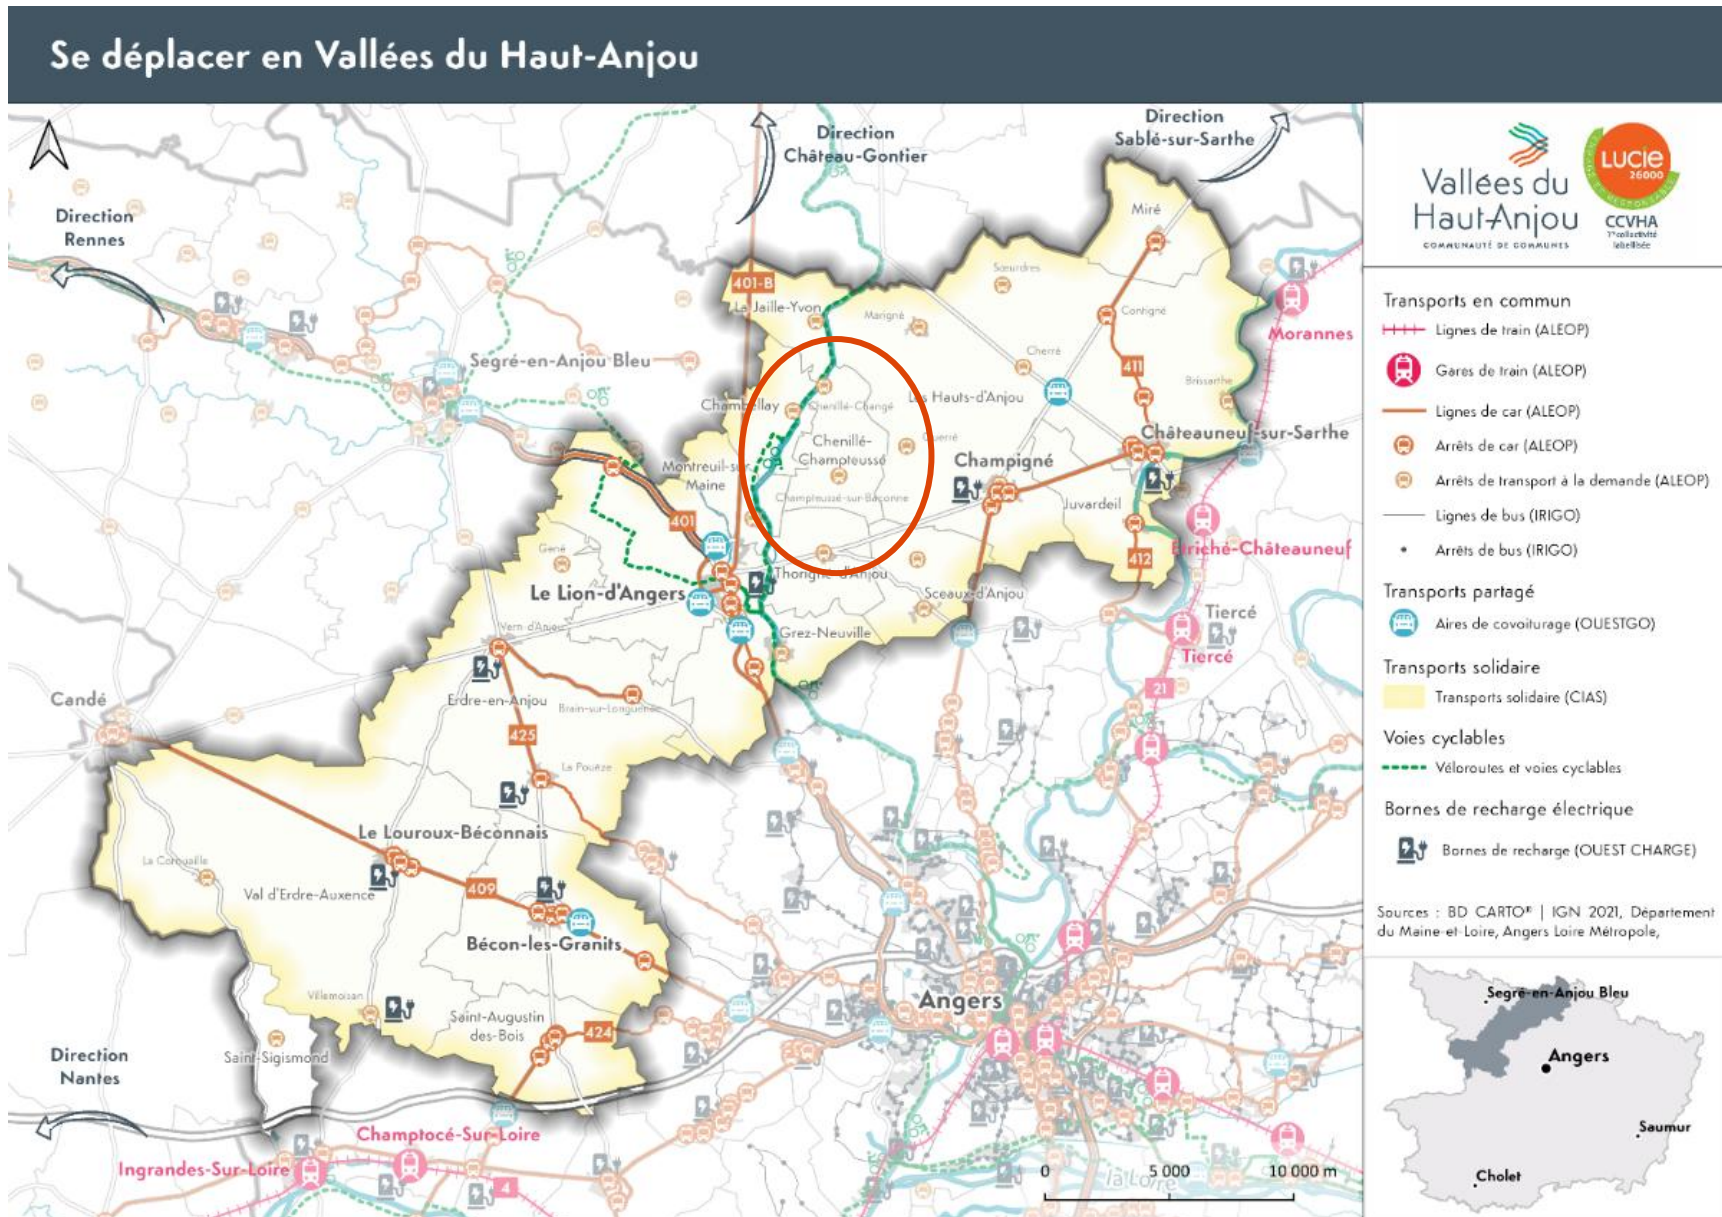 Se déplacer en Vallées du Haut-Anjou
Direction
Château-Gontier
Direction
Sablé-sur-Sarthe
Direction
Rennes
Miré
401-B
La Jaille-Yvon
Sœurdres
Marigné
Contigné
Morannes
Segré-en-Anjou Bleu
Cherré
411
Brissarthe
Chambellay
Chenillé-Changé
Les Hauts-d'Anjou
Châteauneuf-sur-Sarthe
Chenillé-
Champteussé
Querré
Champigné
Montreuil-sur-
Maine
Champteussé-sur-Baconne
Juvardeil
401
Gené
412
Étriché-Châteauneuf
Thorigné-d'Anjou
Le Lion-d'Angers
Sceaux-d'Anjou
Tiercé
Vern-d'Anjou
Grez-Neuville
Tiercé
Candé
Erdre-en-Anjou
Brain-sur-Longuenée
21
425
La Pouëze
Le Louroux-Béconnais
La Cornuaille
Val d'Erdre-Auxence
409
Bécon-les-Granits
Villemoisan
Saint-Augustin
des-Bois
424
Angers
Saint-Sigismond
Direction
Nantes
Champtocé-Sur-Loire
Ingrandes-Sur-Loire
4
la Loire
0 5 000 10 000 m
Vallées du
Haut-Anjou
COMMUNAUTÉ DE COMMUNES
LUCIE
26000
CCVHA
1ère collectivité
labellisée
Transports en commun
Lignes de train (ALEOP)
Gares de train (ALEOP)
Lignes de car (ALEOP)
Arrêts de car (ALEOP)
Arrêts de transport à la demande (ALEOP)
Lignes de bus (IRIGO)
Arrêts de bus (IRIGO)
Transports partagé
Aires de covoiturage (OUESTGO)
Transports solidaire
Transports solidaire (CIAS)
Voies cyclables
Véloroutes et voies cyclables
Bornes de recharge électrique
Bornes de recharge (OUEST CHARGE)
Sources : BD CARTO® | IGN 2021, Département
du Maine-et-Loire, Angers Loire Métropole,
Segré-en-Anjou Bleu
Angers
Saumur
Cholet